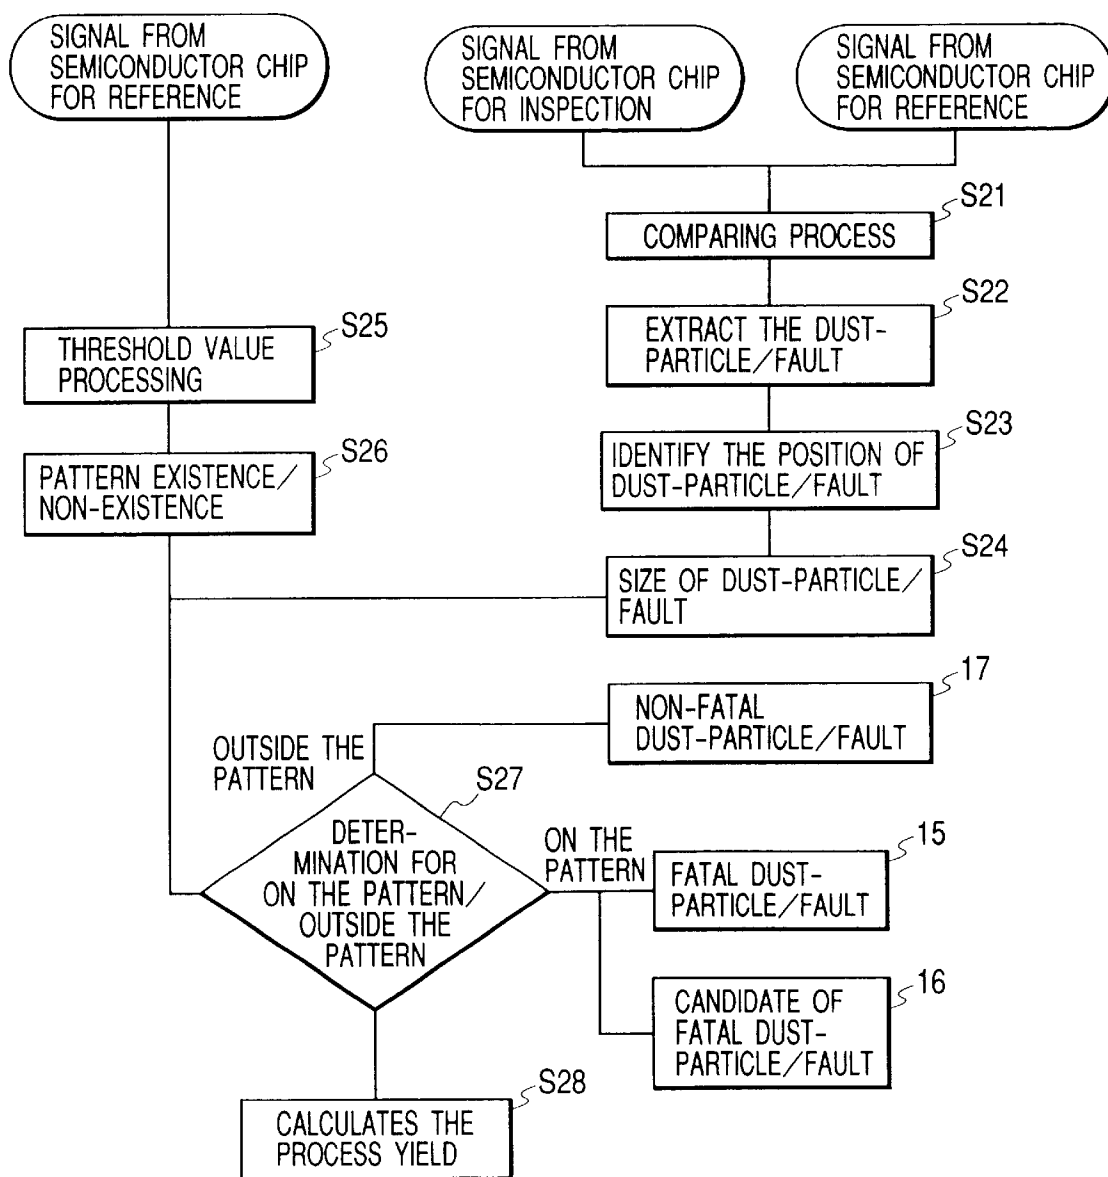 SIGNAL FROM
SEMICONDUCTOR CHIP
FOR REFERENCE
SIGNAL FROM
SEMICONDUCTOR CHIP
FOR INSPECTION
SIGNAL FROM
SEMICONDUCTOR CHIP
FOR REFERENCE
S21
COMPARING PROCESS
S22
EXTRACT THE DUST-
PARTICLE/FAULT
S25
THRESHOLD VALUE
PROCESSING
S23
IDENTIFY THE POSITION OF
DUST-PARTICLE/FAULT
S26
PATTERN EXISTENCE/
NON-EXISTENCE
S24
SIZE OF DUST-PARTICLE/
FAULT
17
NON-FATAL
DUST-PARTICLE/FAULT
OUTSIDE THE
PATTERN
S27
DETER-
MINATION FOR
ON THE PATTERN/
OUTSIDE THE
PATTERN
ON THE
PATTERN
15
FATAL DUST-
PARTICLE/FAULT
16
CANDIDATE OF
FATAL DUST-
PARTICLE/FAULT
S28
CALCULATES THE
PROCESS YIELD